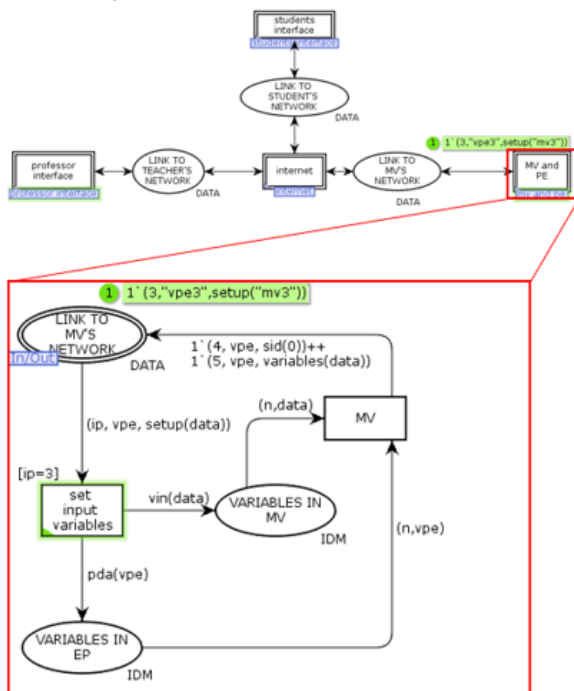 students
interface
students interface
LINK TO
STUDENT'S
NETWORK
DATA
1 1`(3,"vpe3",setup("mv3"))
professor
interface
professor interface
LINK TO
TEACHER'S
NETWORK
DATA
internet
internet
LINK TO
MV'S
NETWORK
DATA
MV and
PE
mv and pe
1 1`(3,"vpe3",setup("mv3"))
LINK TO
MV'S
NETWORK
In/Out
DATA
1`(4, vpe, sid(0))++
1`(5, vpe, variables(data))
(ip, vpe, setup(data))
(n,data)
MV
[ip=3]
set
input
variables
vin(data)
VARIABLES IN
MV
IDM
(n,vpe)
pda(vpe)
VARIABLES IN
EP
IDM